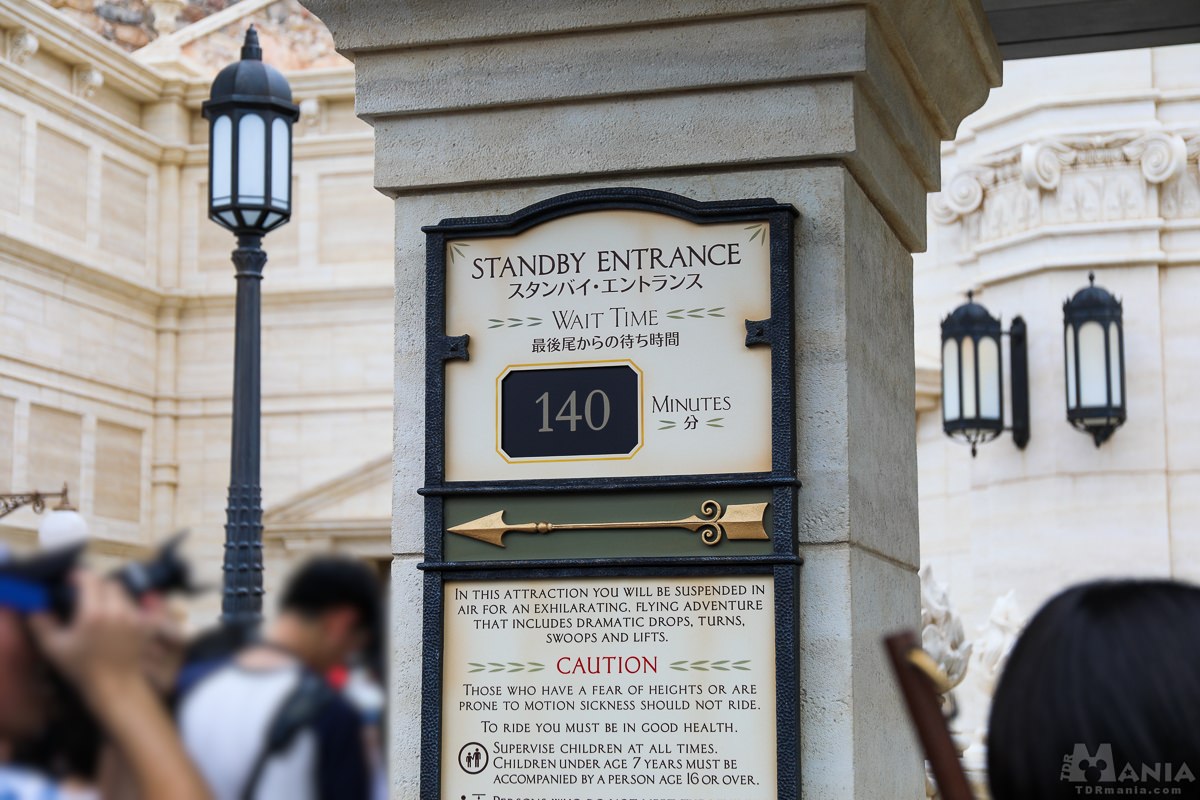 STANDBY ENTRANCE
スタンバイ・エントランス
WAIT TIME
最後尾からの待ち時間
140
MINUTES
分
IN THIS ATTRACTION YOU WILL BE SUSPENDED IN
AIR FOR AN EXHILARATING, FLYING ADVENTURE
THAT INCLUDES DRAMATIC DROPS, TURNS,
SWOOPS AND LIFTS.
CAUTION
THOSE WHO HAVE A FEAR OF HEIGHTS OR ARE
PRONE TO MOTION SICKNESS SHOULD NOT RIDE.
TO RIDE YOU MUST BE IN GOOD HEALTH.
SUPERVISE CHILDREN AT ALL TIMES.
CHILDREN UNDER AGE 7 YEARS MUST BE
ACCOMPANIED BY A PERSON AGE 16 OR OVER.
TDR MANIA
TDRmania.com